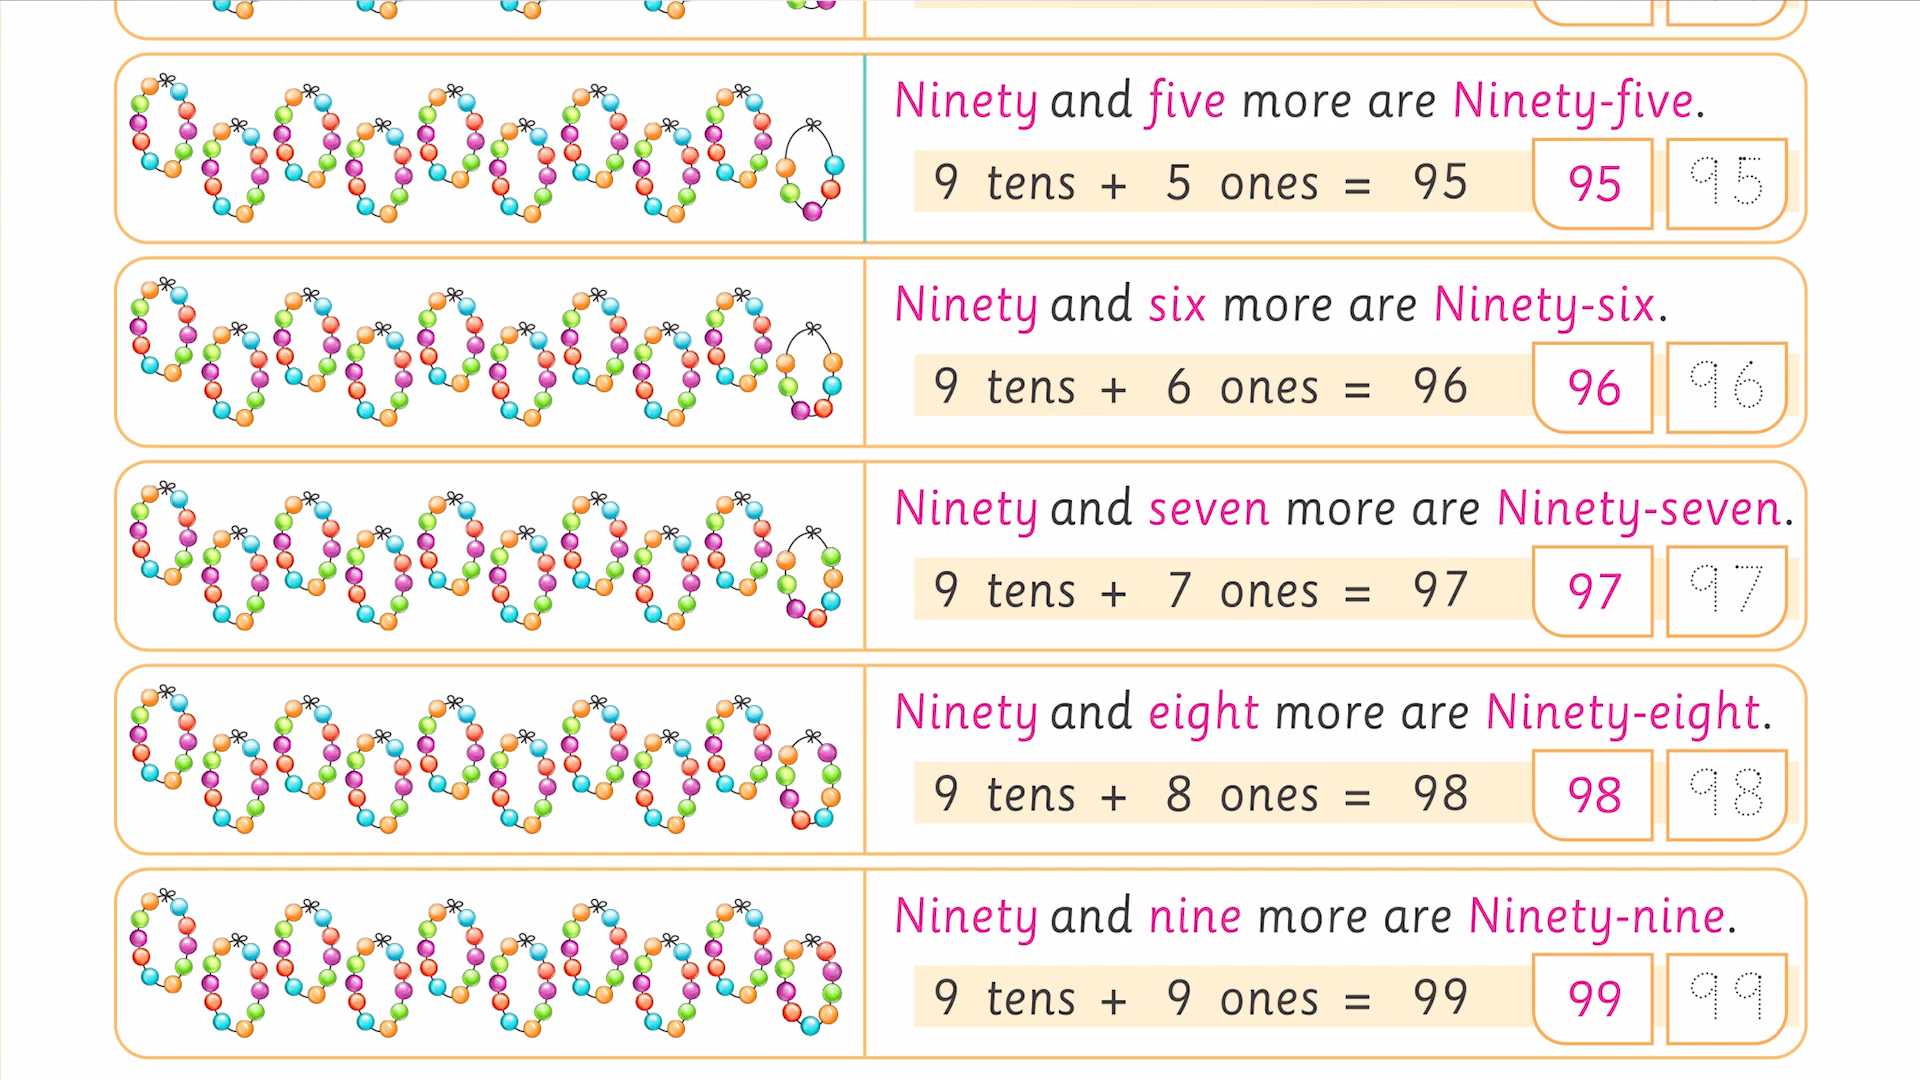 Ninety and five more are Ninety-five.
9 tens + 5 ones = 95 95 95
Ninety and six more are Ninety-six.
9 tens + 6 ones = 96 96 96
Ninety and seven more are Ninety-seven.
9 tens + 7 ones = 97 97 97
Ninety and eight more are Ninety-eight.
9 tens + 8 ones = 98 98 98
Ninety and nine more are Ninety-nine.
9 tens + 9 ones = 99 99 99